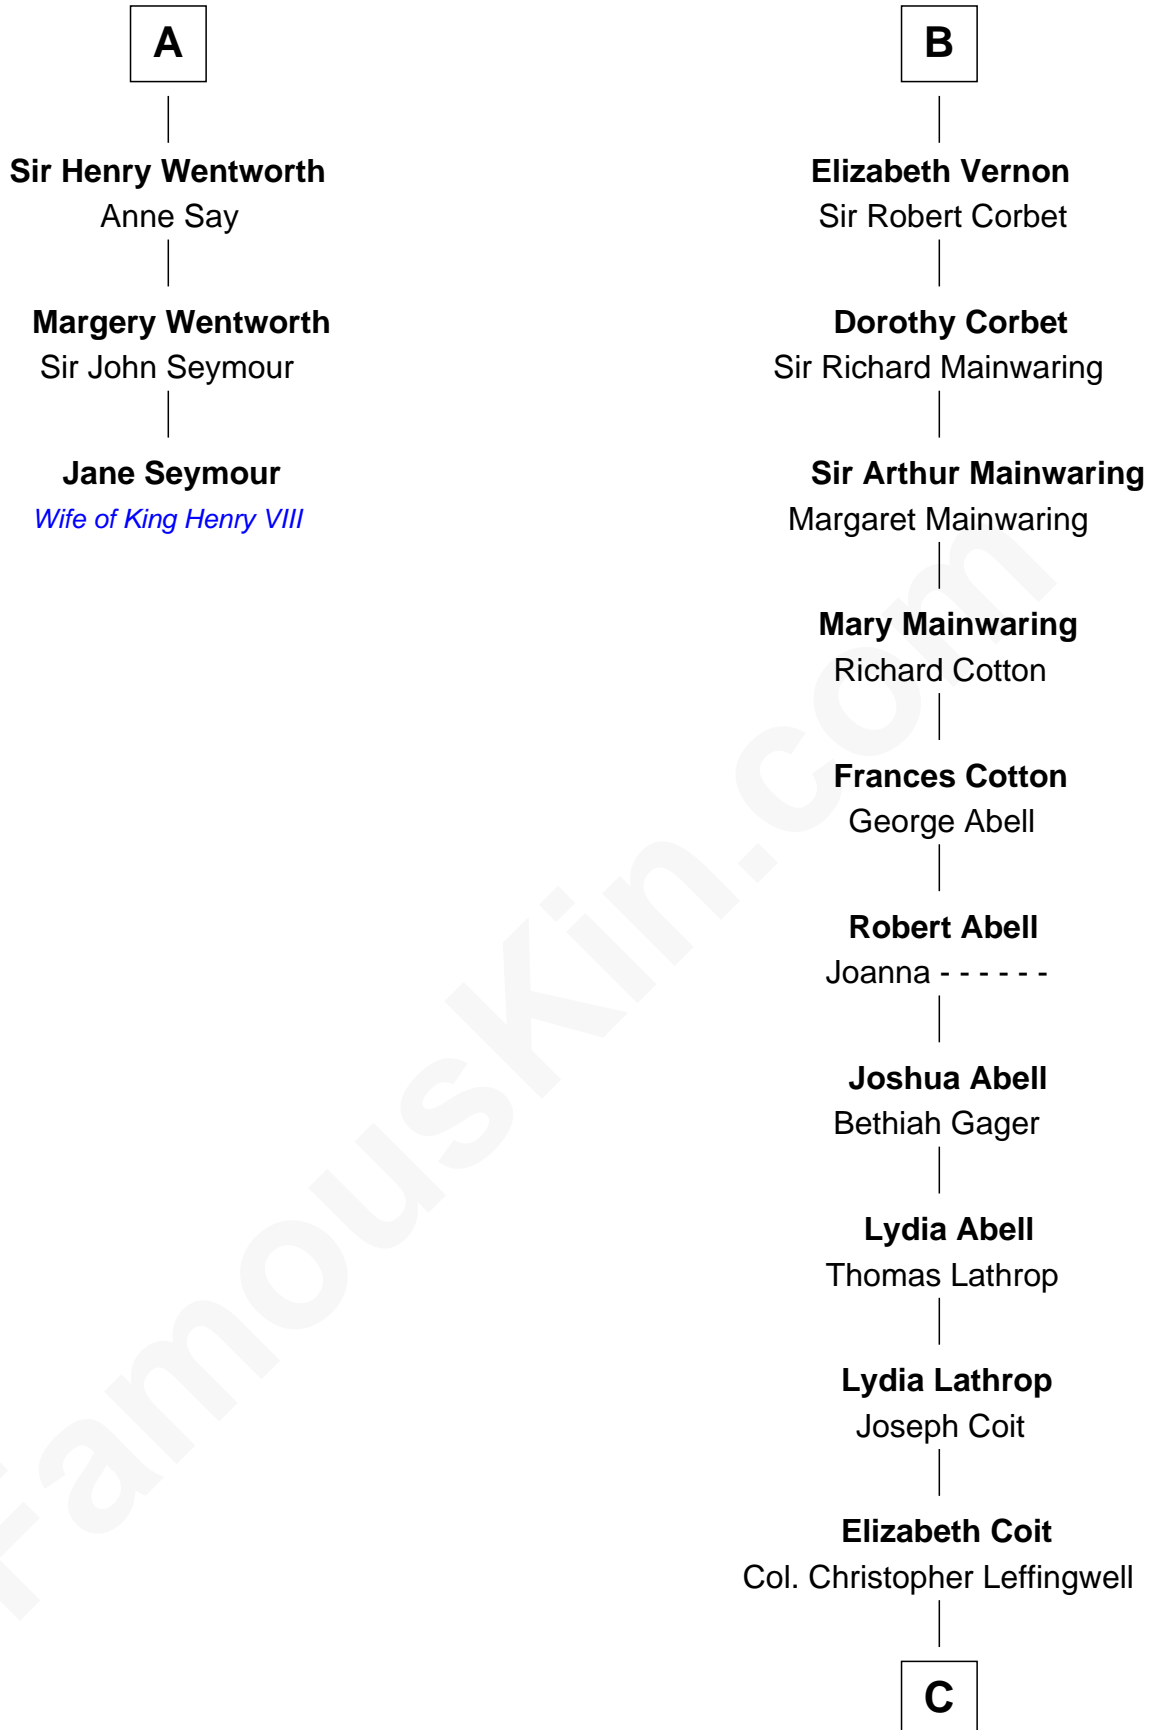 A
Sir Henry Wentworth
Anne Say
Margery Wentworth
Sir John Seymour
Jane Seymour
Wife of King Henry VIII
B
Elizabeth Vernon
Sir Robert Corbet
Dorothy Corbet
Sir Richard Mainwaring
Sir Arthur Mainwaring
Margaret Mainwaring
Mary Mainwaring
Richard Cotton
Frances Cotton
George Abell
Robert Abell
Joanna - - - - - -
Joshua Abell
Bethiah Gager
Lydia Abell
Thomas Lathrop
Lydia Lathrop
Joseph Coit
Elizabeth Coit
Col. Christopher Leffingwell
C
FamousKin.com